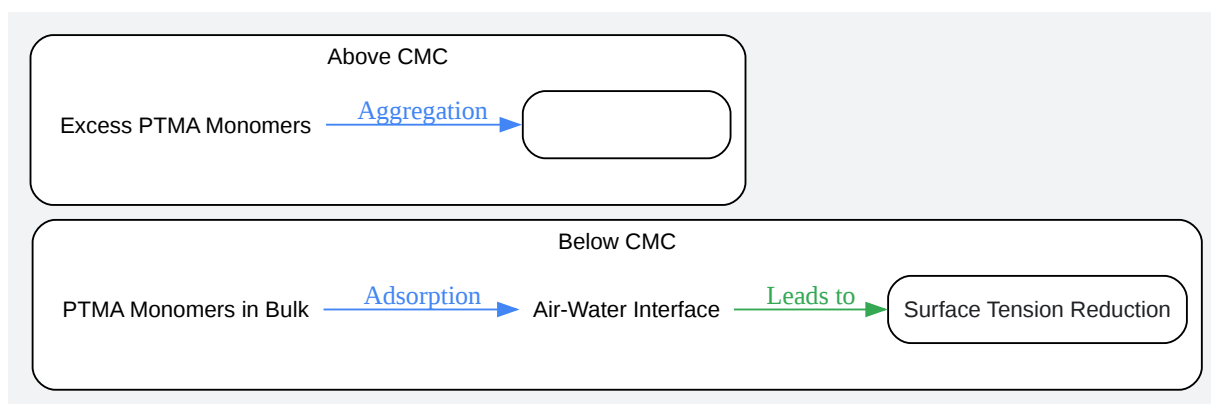 Above CMC
Excess PTMA Monomers
Aggregation
Below CMC
PTMA Monomers in Bulk
Adsorption
Air-Water Interface
Leads to
Surface Tension Reduction